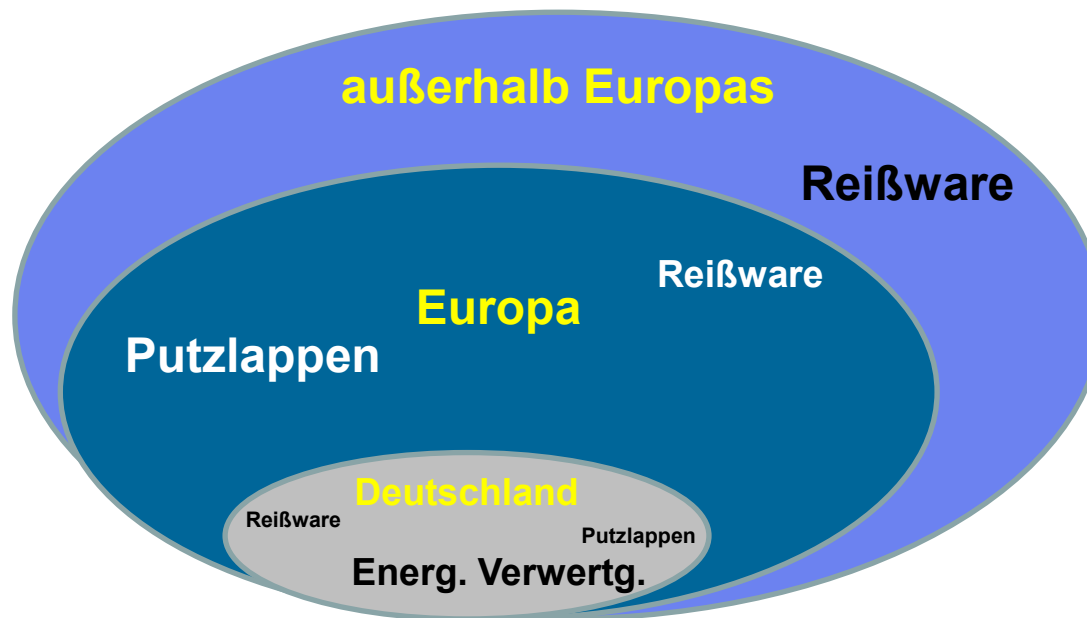 außerhalb Europas
Reißware
Reißware
Europa
Putzlappen
Deutschland
Reißware
Putzlappen
Energ. Verwertg.